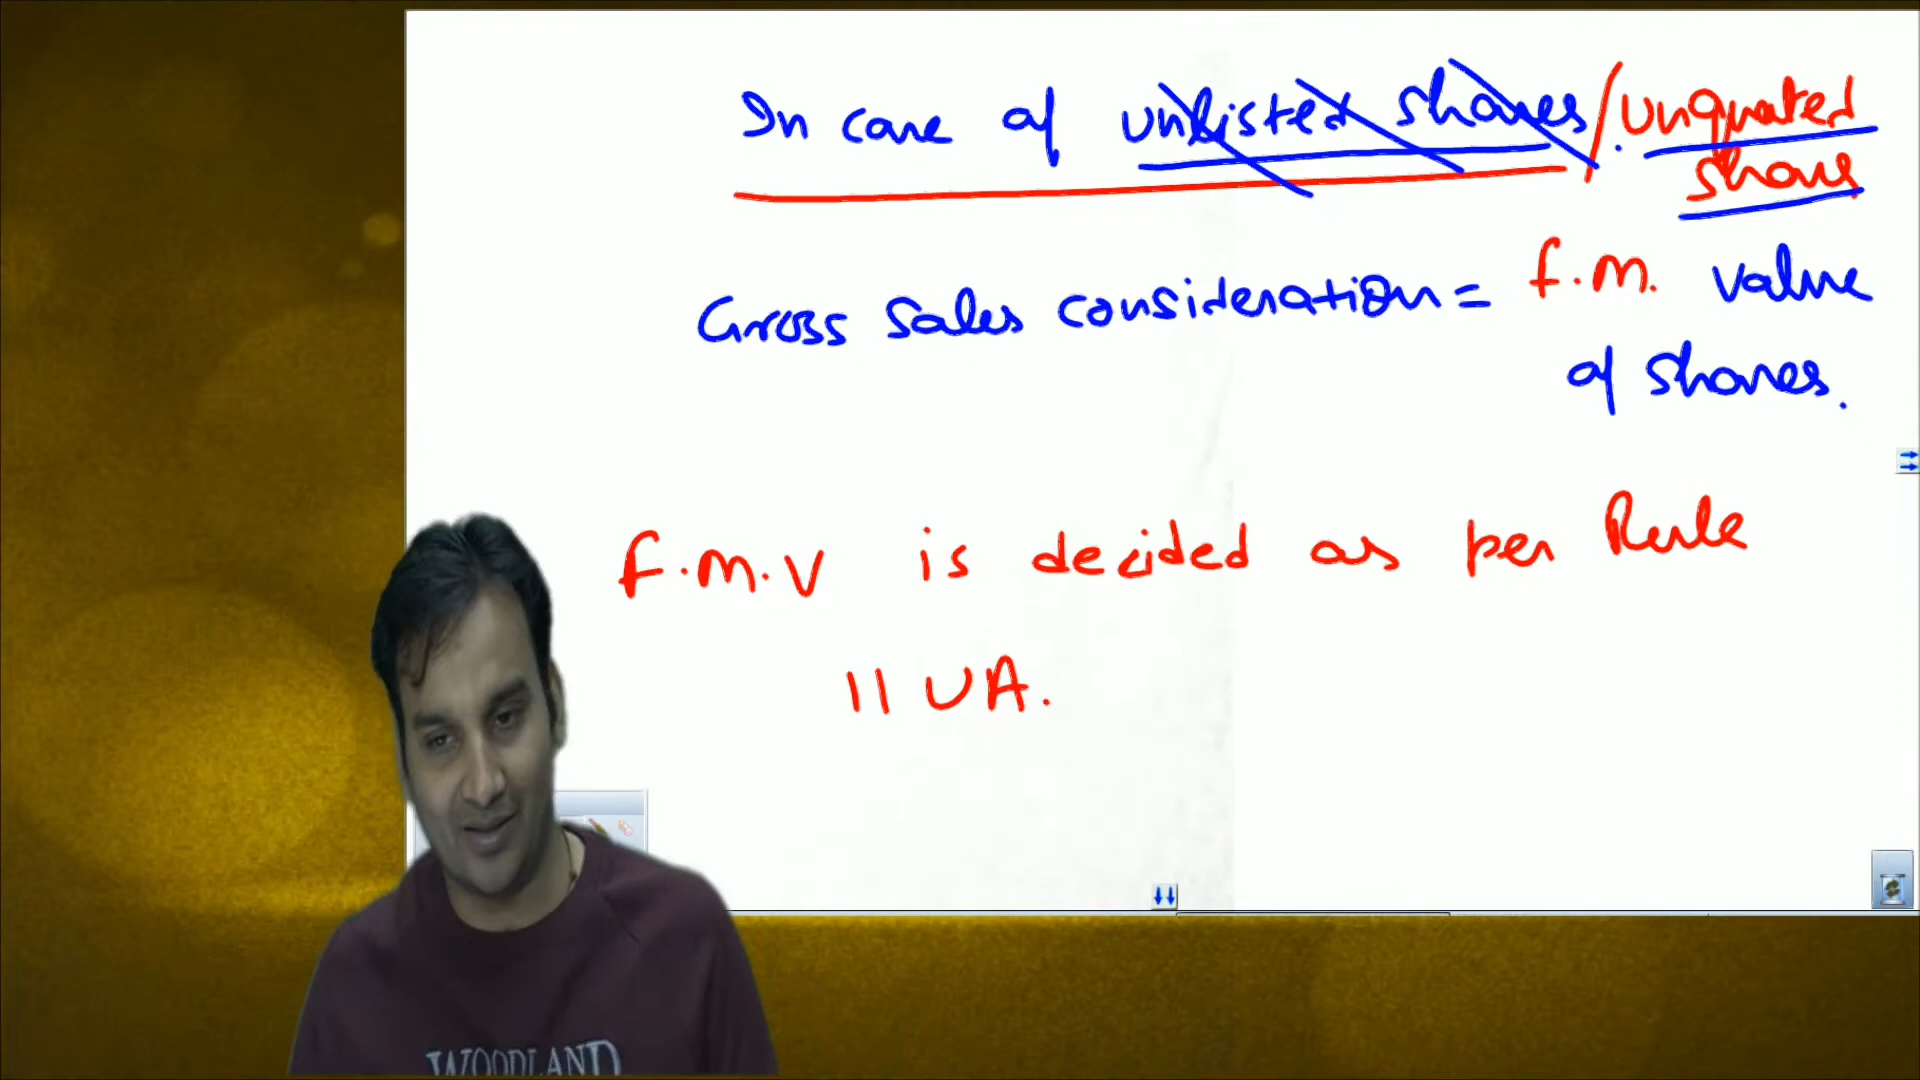 In case of unlisted shares / unquoted
shares
Gross sales consideration = F.M. value
of shares.
F.M.V is decided as per Rule
11 UA.
WOODLAND